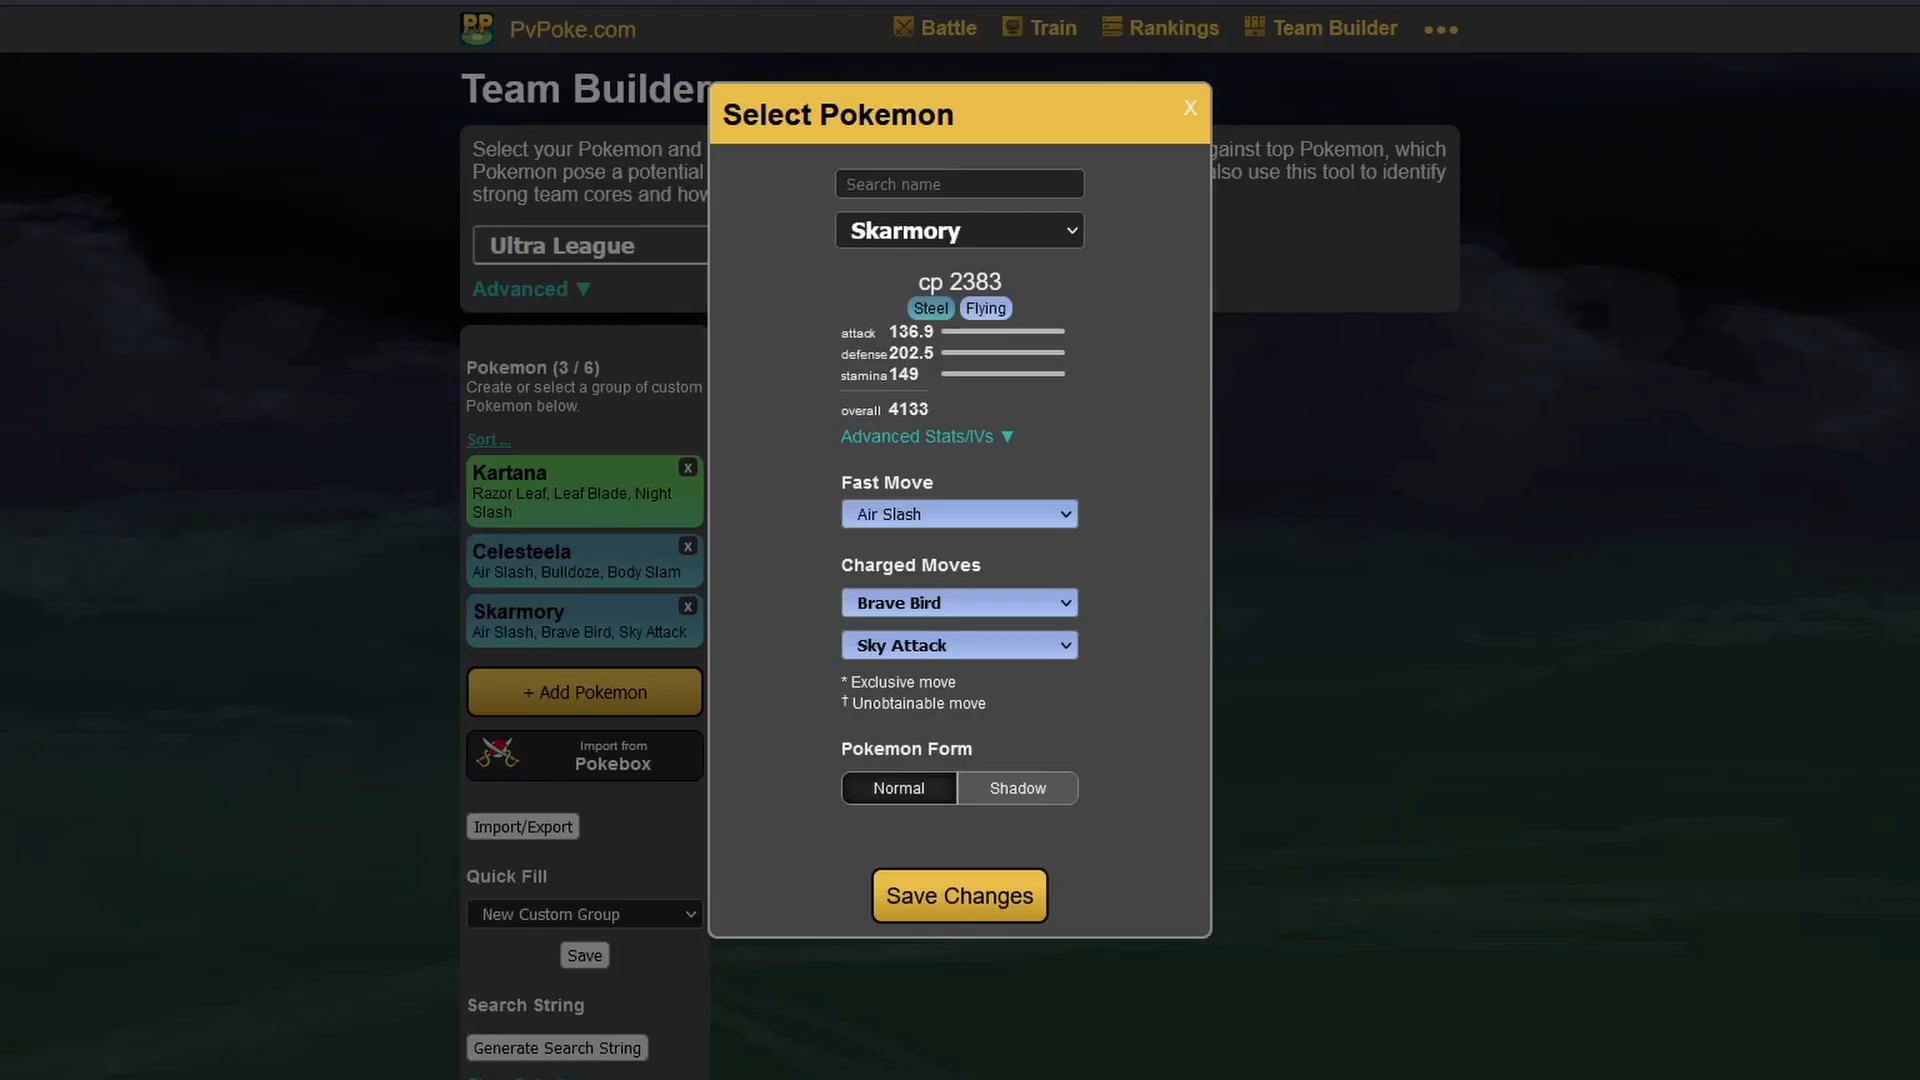 PvPoke.com
Battle
Train
Rankings
Team Builder
Team Builder
Select your Pokemon and
gainst top Pokemon, which
Pokemon pose a potential
also use this tool to identify
strong team cores and how
Ultra League
Advanced ▼
Pokemon (3 / 6)
Create or select a group of custom
Pokemon below.
Sort ...
Kartana
x
Razor Leaf, Leaf Blade, Night
Slash
Celesteela
x
Air Slash, Bulldoze, Body Slam
Skarmory
x
Air Slash, Brave Bird, Sky Attack
+ Add Pokemon
Import from
Pokebox
Import/Export
Quick Fill
New Custom Group
Save
Search String
Generate Search String
Select Pokemon
X
Search name
Skarmory
cp 2383
Steel
Flying
attack 136.9
defense 202.5
stamina 149
overall 4133
Advanced Stats/IVs ▼
Fast Move
Air Slash
Charged Moves
Brave Bird
Sky Attack
* Exclusive move
† Unobtainable move
Pokemon Form
Normal
Shadow
Save Changes